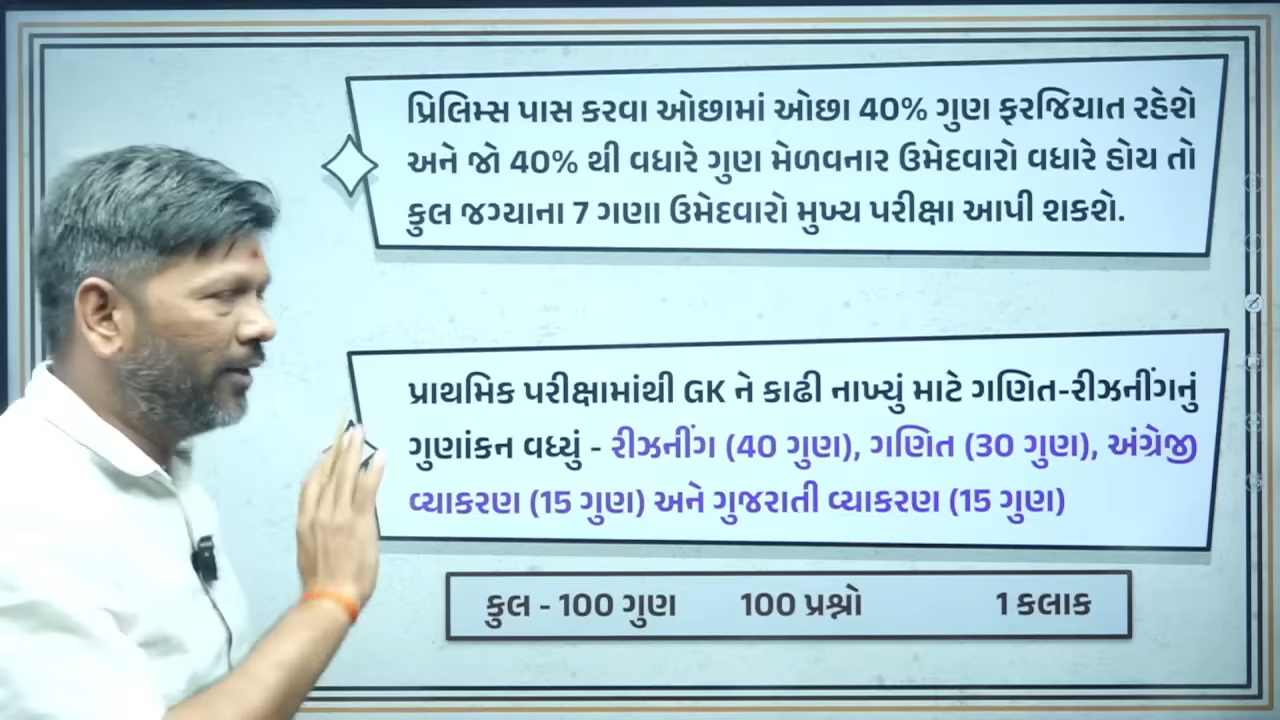 પ્રિલિમ્સ પાસ કરવા ઓછામાં ઓછા 40% ગુણ ફરજિયાત રહેશે
અને જો 40% થી વધારે ગુણ મેળવનાર ઉમેદવારો વધારે હોય તો
કુલ જગ્યાના 7 ગણા ઉમેદવારો મુખ્ય પરીક્ષા આપી શકશે.
પ્રાથમિક પરીક્ષામાંથી GK ને કાઢી નાખ્યું માટે ગણિત-રીઝનીંગનું
ગુણાંકન વધ્યું - રીઝનીંગ (40 ગુણ), ગણિત (30 ગુણ), અંગ્રેજી
વ્યાકરણ (15 ગુણ) અને ગુજરાતી વ્યાકરણ (15 ગુણ)
કુલ - 100 ગુણ 100 પ્રશ્નો 1 કલાક